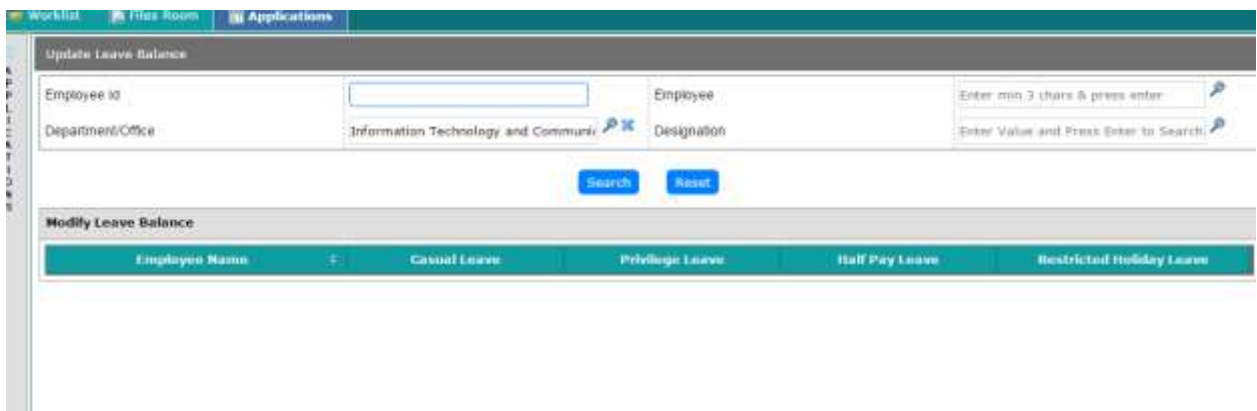 Worklist Files Room Applications
APPLICATIONS
Update Leave Balance
Employee Id Employee Enter min 3 chars & press enter
Department/Office Information Technology and Communic Designation Enter Value and Press Enter to Search.
Search Reset
Modify Leave Balance
Employee Name Casual Leave Privilege Leave Half Pay Leave Restricted Holiday Leave